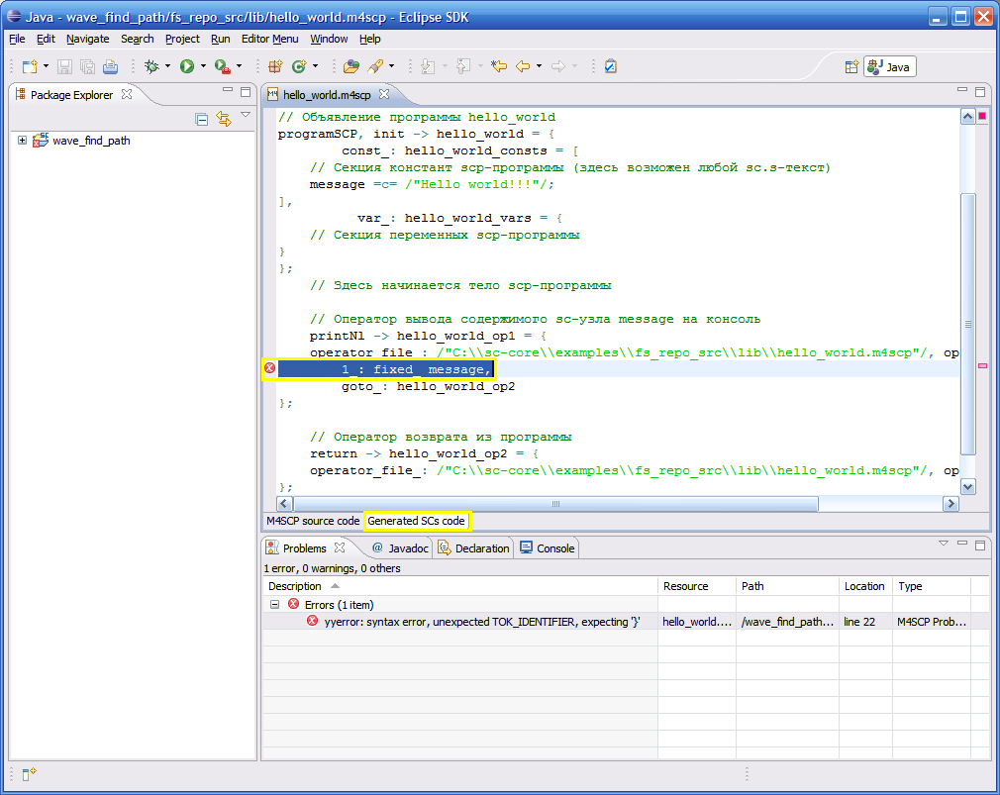 Java - wave_find_path/fs_repo_src/lib/hello_world.m4scp - Eclipse SDK
File Edit Navigate Search Project Run Editor Menu Window Help
Java
Package Explorer
hello_world.m4scp
wave_find_path
// Объявление программы hello_world
programSCP, init -> hello_world = {
const_: hello_world_consts = [
// Секция констант scp-программы (здесь возможен любой sc.s-текст)
message =c= /"Hello world!!!"/;
],
var_: hello_world_vars = {
// Секция переменных scp-программы
}
};
// Здесь начинается тело scp-программы
// Оператор вывода содержимого sc-узла message на консоль
printNl -> hello_world_op1 = {
operator_file_: /"C:\\sc-core\\examples\\fs_repo_src\\lib\\hello_world.m4scp"/, op
1_: fixed_ message,
goto_: hello_world_op2
};
// Оператор возврата из программы
return -> hello_world_op2 = {
operator_file_: /"C:\\sc-core\\examples\\fs_repo_src\\lib\\hello_world.m4scp"/, op
};
M4SCP source code Generated SCs code
Problems @ Javadoc Declaration Console
1 error, 0 warnings, 0 others
Description Resource Path Location Type
Errors (1 item)
yyerror: syntax error, unexpected TOK_IDENTIFIER, expecting '}' hello_world.... /wave_find_path... line 22 M4SCP Prob...